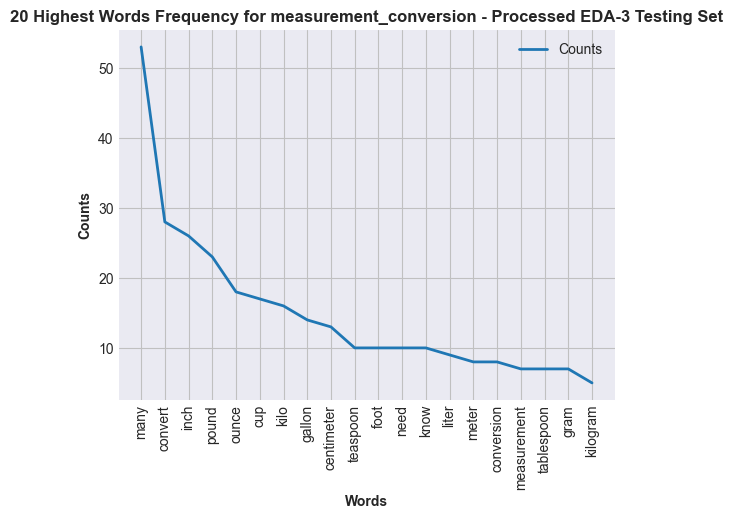 20 Highest Words Frequency for measurement_conversion - Processed EDA-3 Testing Set
Counts
50
40
30
20
10
Counts
many
convert
inch
pound
ounce
cup
kilo
gallon
centimeter
teaspoon
foot
need
know
liter
meter
conversion
measurement
tablespoon
gram
kilogram
Words